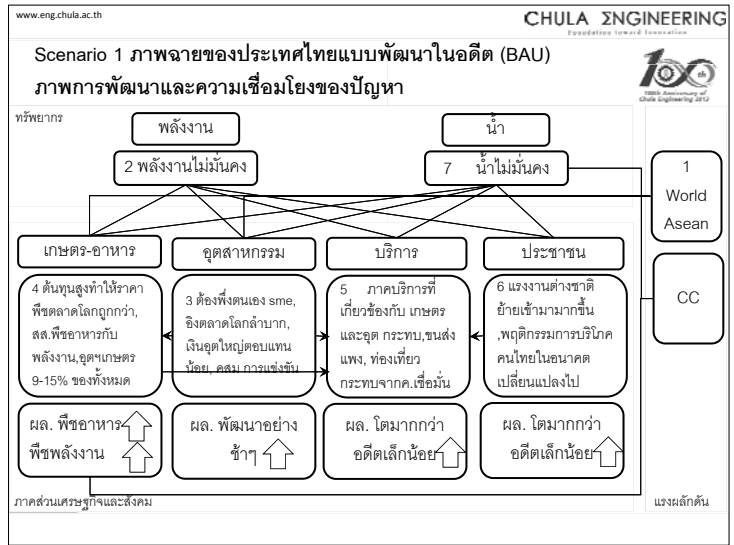 www.eng.chula.ac.th
CHULA ΣNGINEERING
Foundation toward Innovation
Scenario 1 ภาพฉายของประเทศไทยแบบพัฒนาในอดีต (BAU)
ภาพการพัฒนาและความเชื่อมโยงของปัญหา
100 th
100th Anniversary of
Chula Engineering 2013
ทรัพยากร
พลังงาน
น้ำ
2 พลังงานไม่มั่นคง
7 น้ำไม่มั่นคง
1
World
Asean
เกษตร-อาหาร
อุตสาหกรรม
บริการ
ประชาชน
4 ต้นทุนสูงทำให้ราคา
พืชตลาดโลกถูกกว่า,
สส.พืชอาหารกับ
พลังงาน,อุตฯเกษตร
9-15% ของทั้งหมด
3 ต้องพึ่งตนเอง sme,
อิงตลาดโลกลำบาก,
เงินอุตใหญ่ตอบแทน
น้อย, คสม การแข่งขัน
5 ภาคบริการที่
เกี่ยวข้องกับ เกษตร
และอุต กระทบ,ขนส่ง
แพง, ท่องเที่ยว
กระทบจากค.เชื่อมั่น
6 แรงงานต่างชาติ
ย้ายเข้ามามากขึ้น
,พฤติกรรมการบริโภค
คนไทยในอนาคต
เปลี่ยนแปลงไป
CC
ผล. พืชอาหาร
พืชพลังงาน
ผล. พัฒนาอย่าง
ช้าๆ
ผล. โตมากกว่า
อดีตเล็กน้อย
ผล. โตมากกว่า
อดีตเล็กน้อย
ภาคส่วนเศรษฐกิจและสังคม
แรงผลักดัน